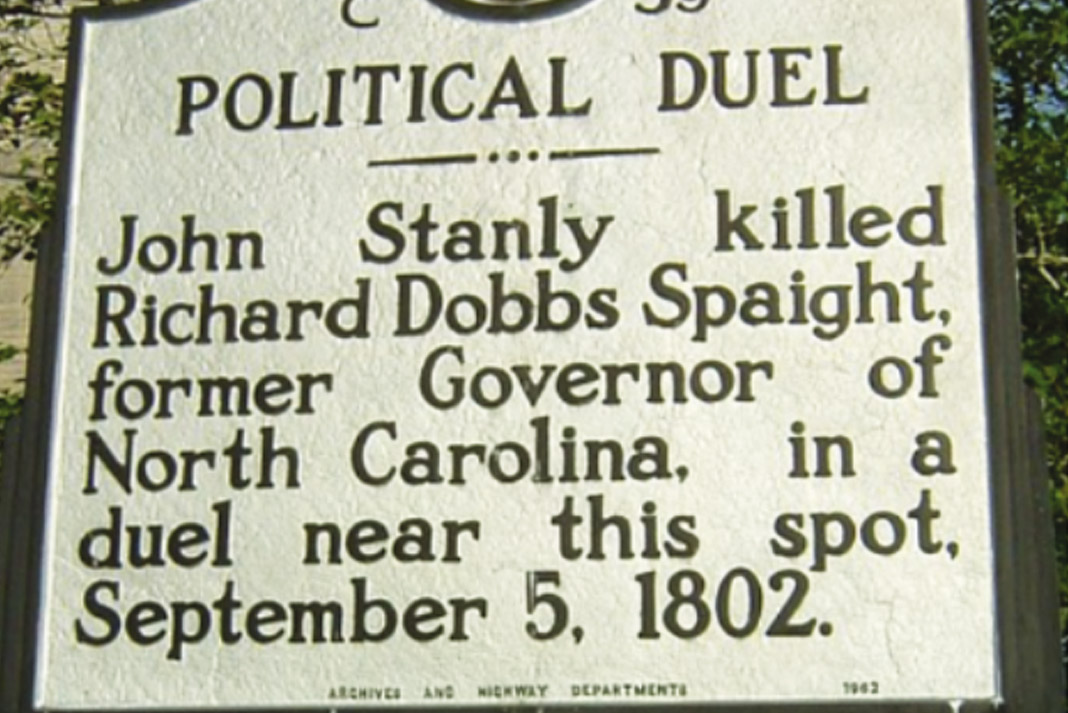 POLITICAL DUEL
John Stanly killed
Richard Dobbs Spaight,
former Governor of
North Carolina, in a
duel near this spot,
September 5, 1802.
ARCHIVES AND HIGHWAY DEPARTMENTS 1962